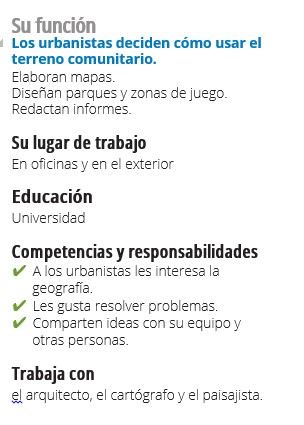 Su función
Los urbanistas deciden cómo usar el
terreno comunitario.
Elaboran mapas.
Diseñan parques y zonas de juego.
Redactan informes.
Su lugar de trabajo
En oficinas y en el exterior
Educación
Universidad
Competencias y responsabilidades
✔ A los urbanistas les interesa la
geografía.
✔ Les gusta resolver problemas.
✔ Comparten ideas con su equipo y
otras personas.
Trabaja con
el arquitecto, el cartógrafo y el paisajista.